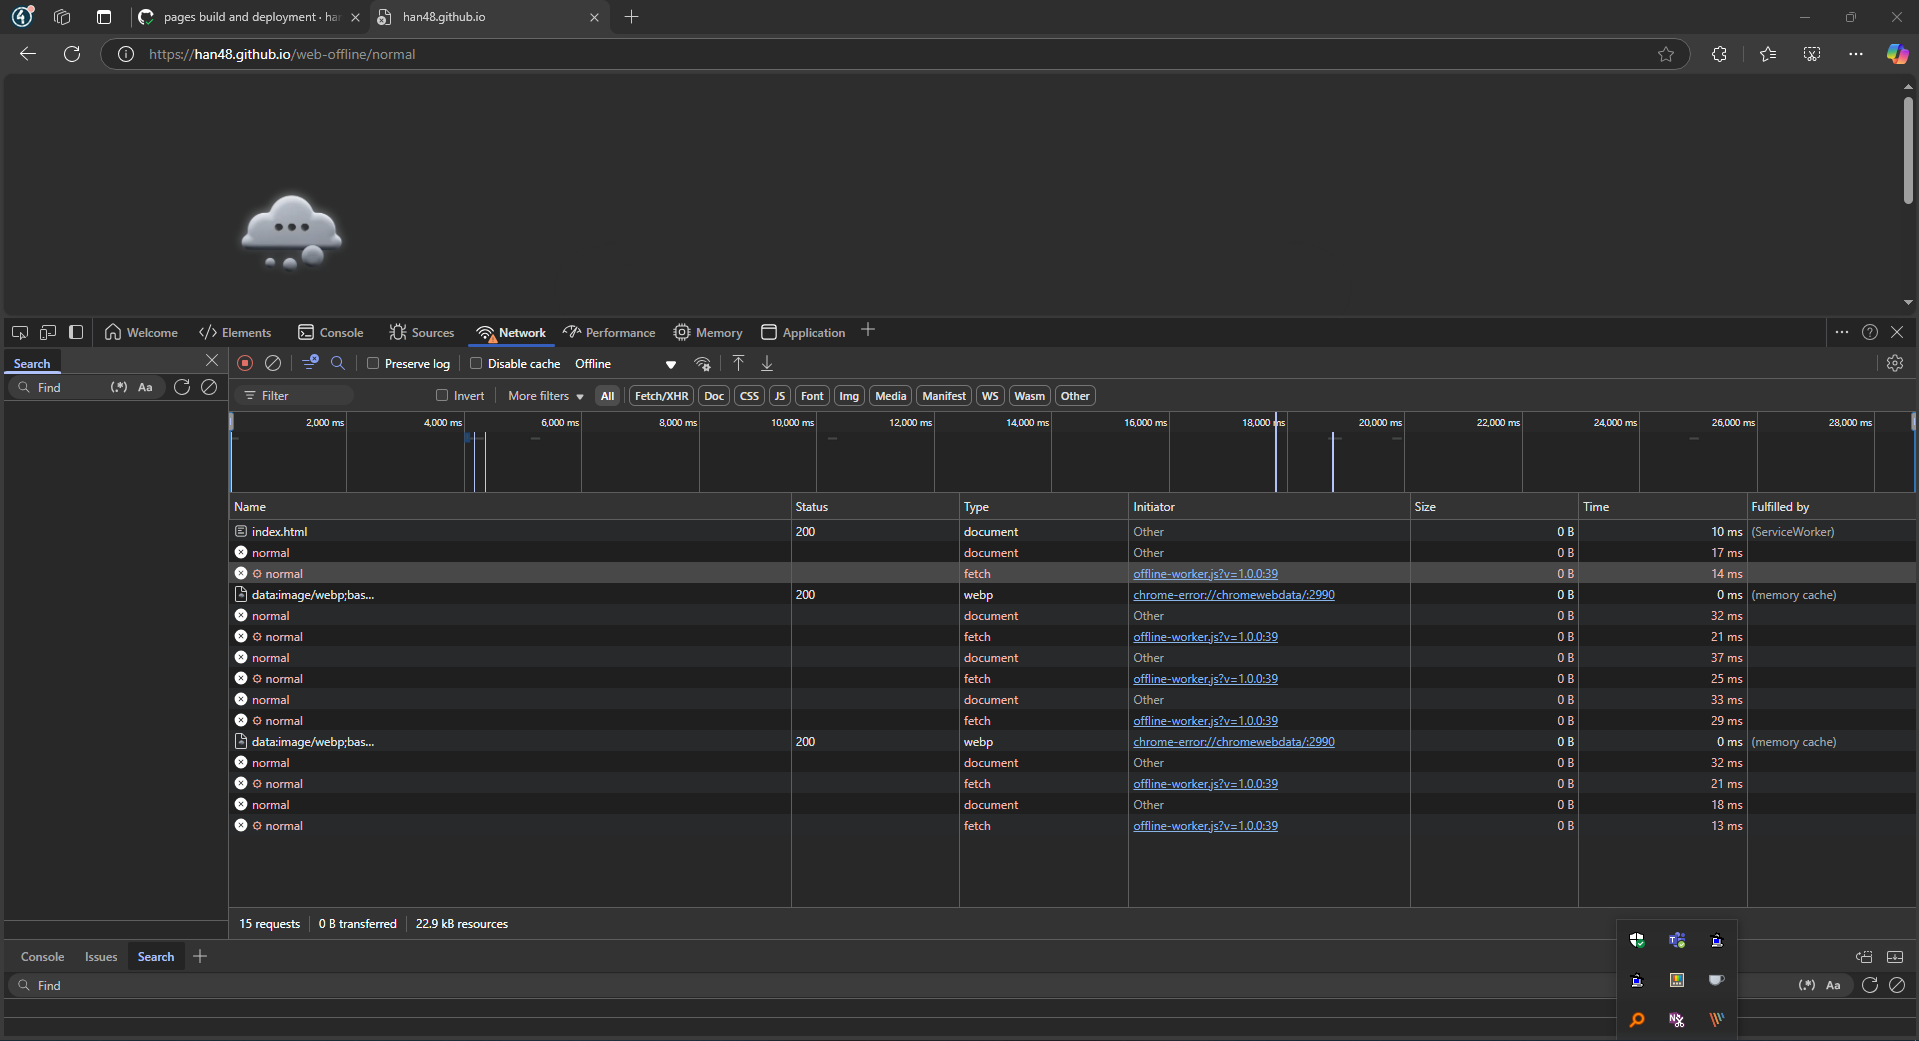 pages build and deployment · ha
han48.github.io
https://han48.github.io/web-offline/normal
Welcome
Elements
Console
Sources
Network
Performance
Memory
Application
Search
Preserve log
Disable cache
Offline
Find
(.*)
Aa
Filter
Invert
More filters
All
Fetch/XHR
Doc
CSS
JS
Font
Img
Media
Manifest
WS
Wasm
Other
2,000 ms
4,000 ms
6,000 ms
8,000 ms
10,000 ms
12,000 ms
14,000 ms
16,000 ms
18,000 ms
20,000 ms
22,000 ms
24,000 ms
26,000 ms
28,000 ms
Name Status Type Initiator Size Time Fulfilled by
index.html 200 document Other 0 B 10 ms (ServiceWorker)
normal document Other 0 B 17 ms
normal fetch offline-worker.js?v=1.0.0:39 0 B 14 ms
data:image/webp;bas... 200 webp chrome-error://chromewebdata/:2990 0 B 0 ms (memory cache)
normal document Other 0 B 32 ms
normal fetch offline-worker.js?v=1.0.0:39 0 B 21 ms
normal document Other 0 B 37 ms
normal fetch offline-worker.js?v=1.0.0:39 0 B 25 ms
normal document Other 0 B 33 ms
normal fetch offline-worker.js?v=1.0.0:39 0 B 29 ms
data:image/webp;bas... 200 webp chrome-error://chromewebdata/:2990 0 B 0 ms (memory cache)
normal document Other 0 B 32 ms
normal fetch offline-worker.js?v=1.0.0:39 0 B 21 ms
normal document Other 0 B 18 ms
normal fetch offline-worker.js?v=1.0.0:39 0 B 13 ms
15 requests
0 B transferred
22.9 kB resources
Console
Issues
Search
Find
(.*)
Aa